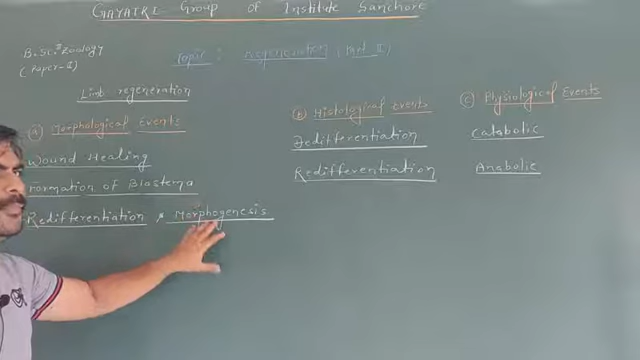 GAYATRI Group of Institute Sanchore
B.Sc. Zoology
(Paper-II)
Topic : Regeneration (Part II)
Limb regeneration
(A) Morphological Events
Wound Healing
Formation of Blastema
Redifferentiation & Morphogenesis
(B) Histological Events
Dedifferentiation
Redifferentiation
(C) Physiological Events
Catabolic
Anabolic